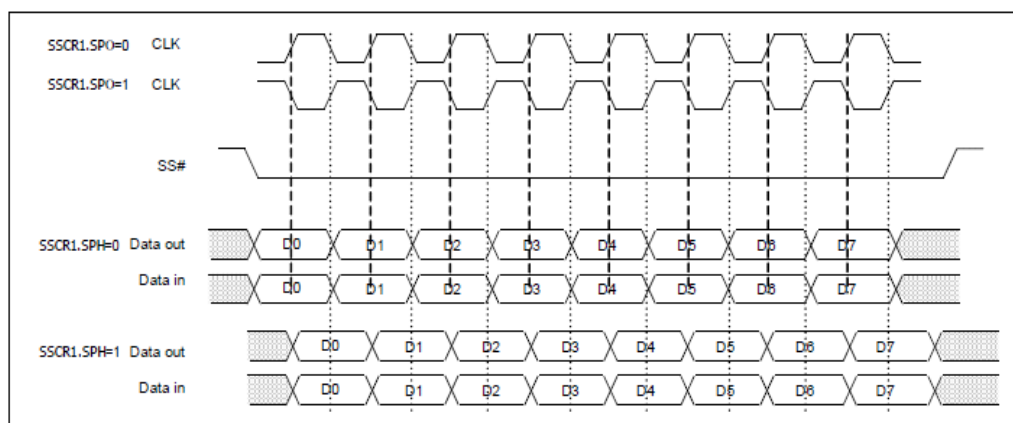 SSCR1.SPO=0 CLK
SSCR1.SPO=1 CLK
SS#
SSCR1.SPH=0 Data out D0 D1 D2 D3 D4 D5 D6 D7
Data in D0 D1 D2 D3 D4 D5 D6 D7
SSCR1.SPH=1 Data out D0 D1 D2 D3 D4 D5 D6 D7
Data in D0 D1 D2 D3 D4 D5 D6 D7